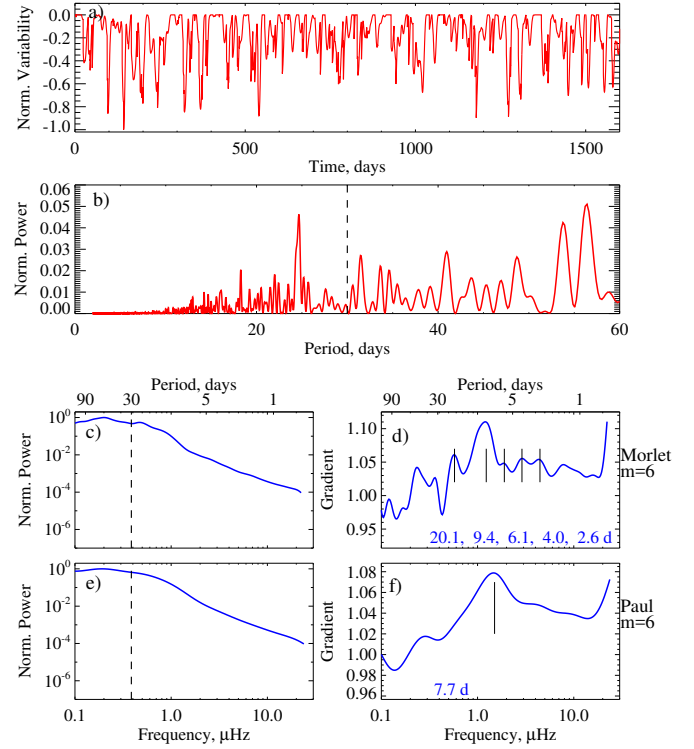 a)
Norm. Variability
0.0
-0.2
-0.4
-0.6
-0.8
-1.0
0 500 1000 1500
Time, days
b)
Norm. Power
0.06
0.05
0.04
0.03
0.02
0.01
0.00
0 20 40 60
Period, days
Period, days
90 30 5 1
c)
Norm. Power
10^0
10^-2
10^-4
10^-6
Period, days
90 30 5 1
d)
Gradient
1.10
1.05
1.00
0.95
20.1, 9.4, 6.1, 4.0, 2.6 d
Morlet
m=6
e)
Norm. Power
10^0
10^-2
10^-4
10^-6
0.1 1.0 10.0
Frequency, μHz
f)
Gradient
1.08
1.06
1.04
1.02
1.00
0.98
0.96
7.7 d
0.1 1.0 10.0
Frequency, μHz
Paul
m=6